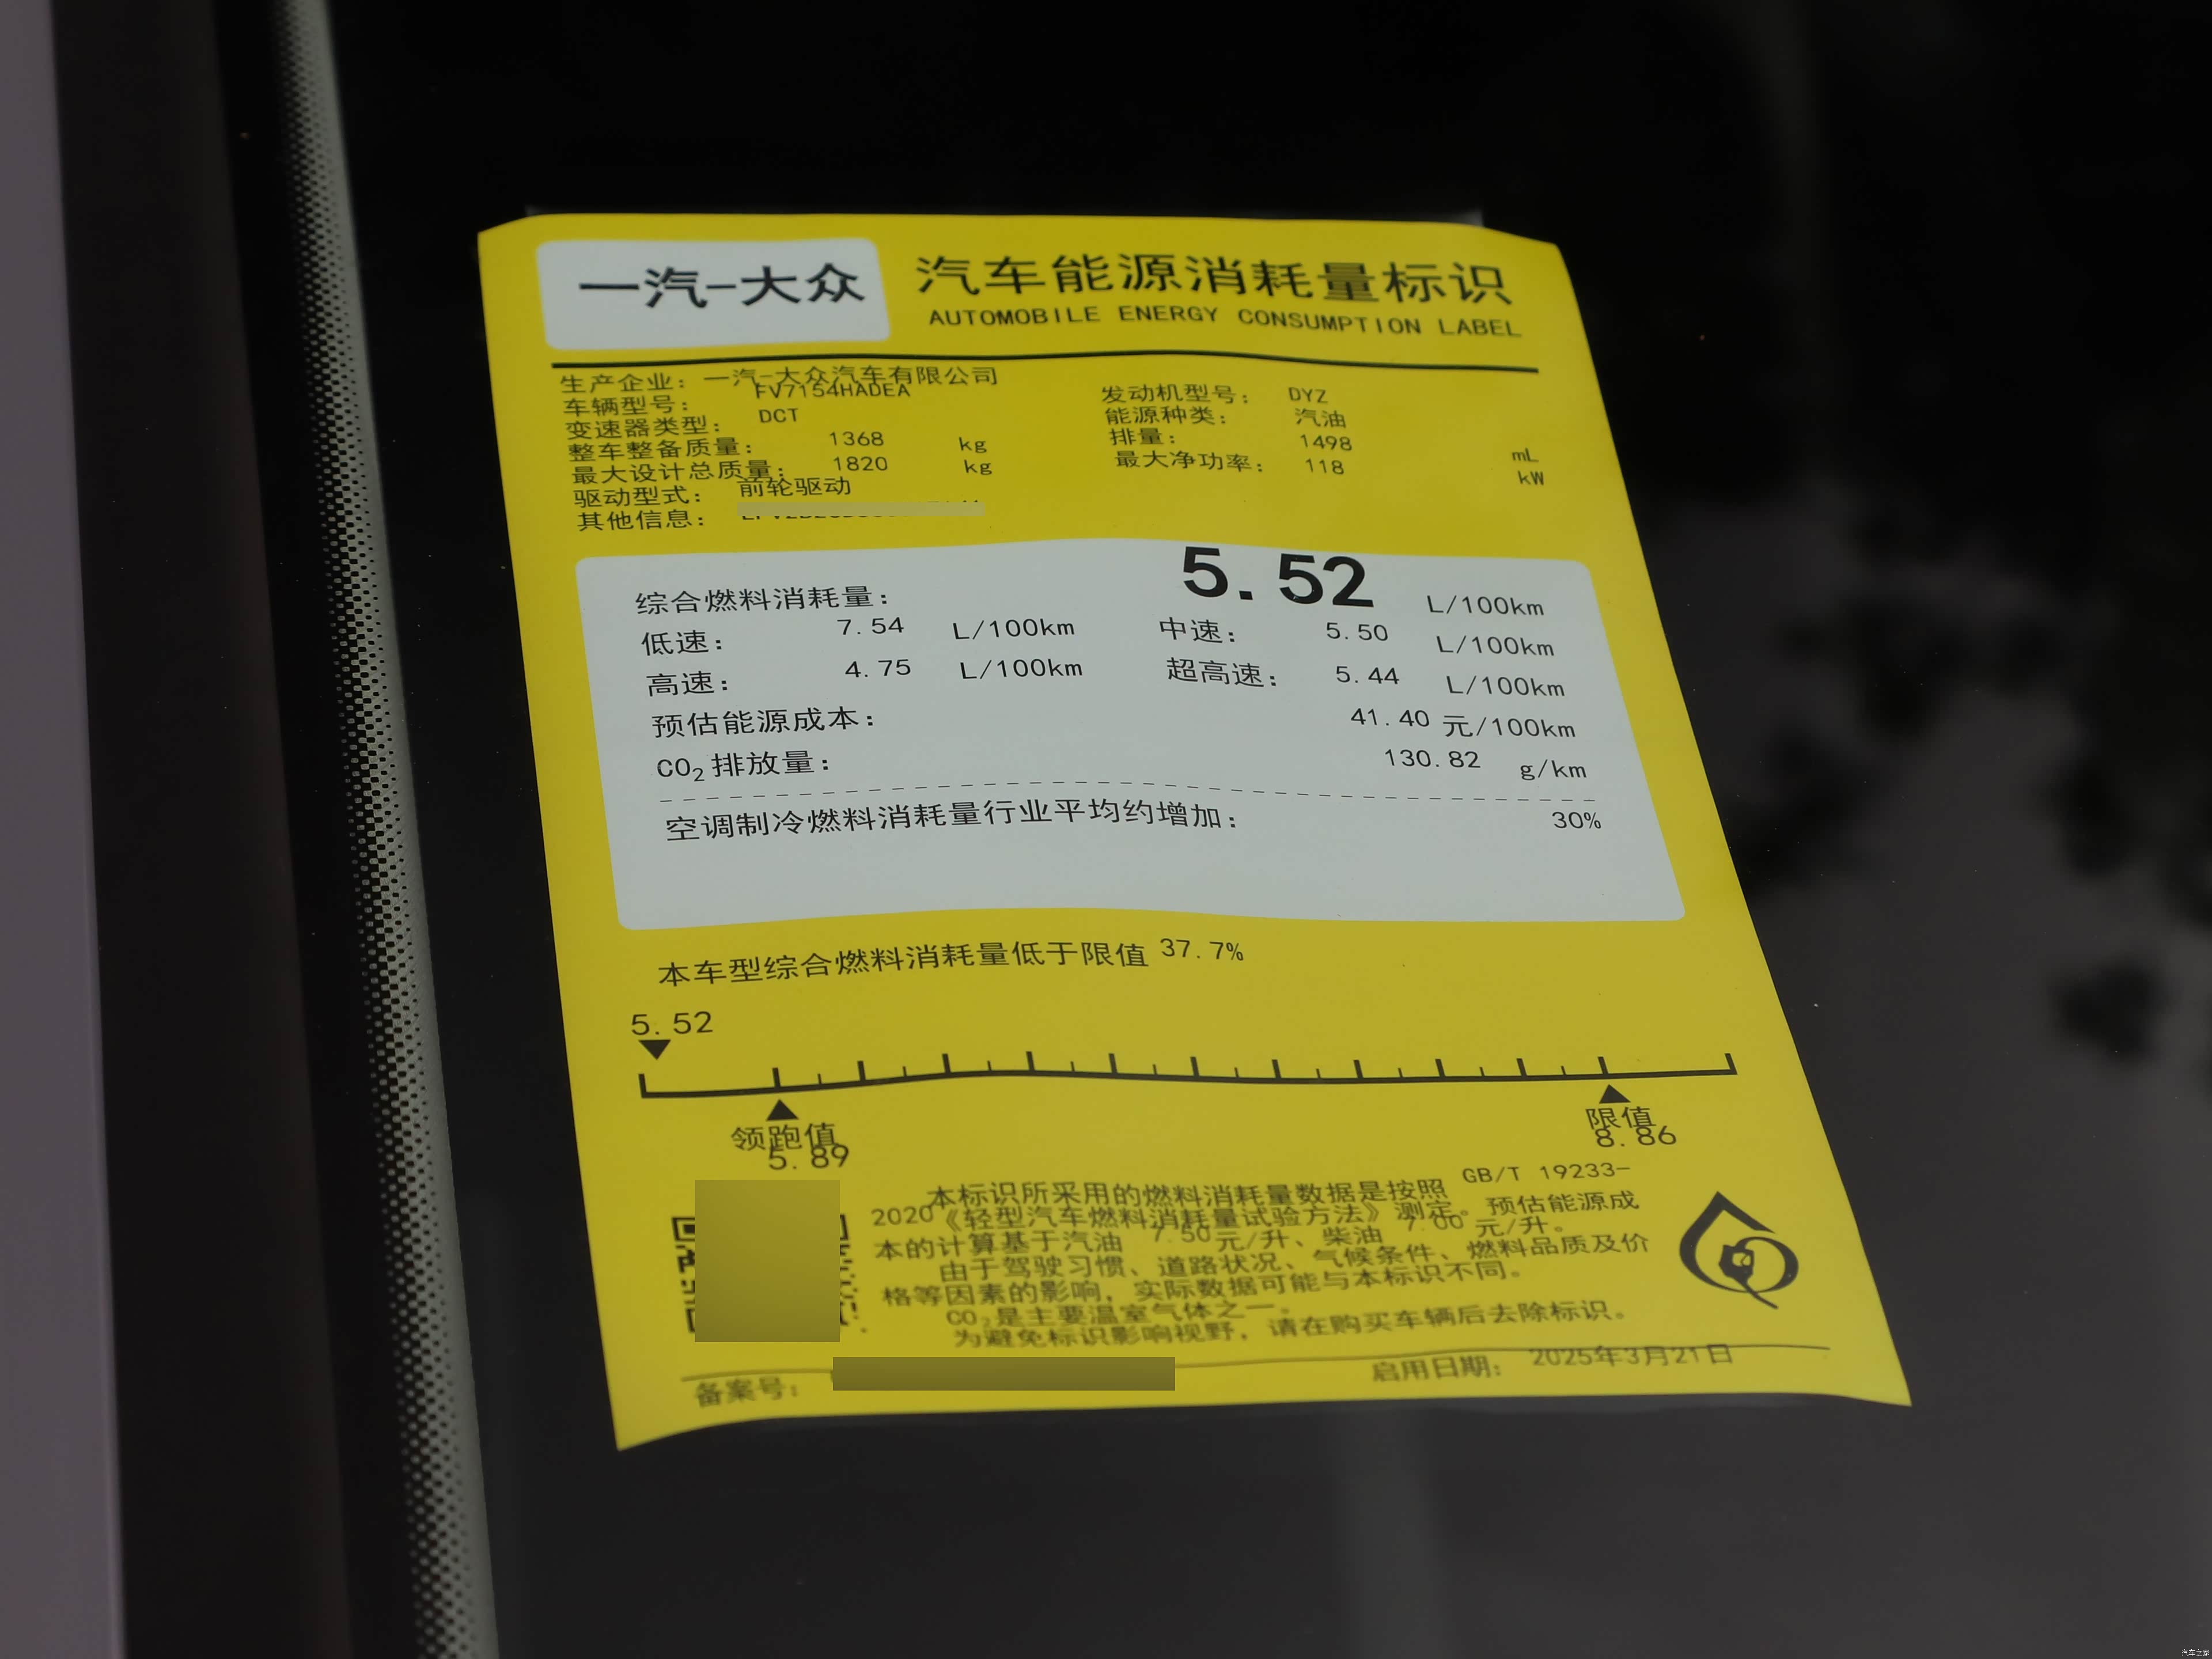 一汽-大众
汽车能源消耗量标识
AUTOMOBILE ENERGY CONSUMPTION LABEL
生产企业：一汽-大众汽车有限公司
车辆型号： FV7154HADEA 发动机型号： DYZ
变速器类型： DCT 能源种类： 汽油
整车整备质量： 1368 kg 排量： 1498 mL
最大设计总质量： 1820 kg 最大净功率： 118 kW
驱动型式： 前轮驱动
其他信息：
综合燃料消耗量： 5.52 L/100km
低速： 7.54 L/100km 中速： 5.50 L/100km
高速： 4.75 L/100km 超高速： 5.44 L/100km
预估能源成本： 41.40 元/100km
CO₂排放量： 130.82 g/km
空调制冷燃料消耗量行业平均约增加： 30%
本车型综合燃料消耗量低于限值 37.7%
5.52
领跑值 限值
5.89 8.86
本标识所采用的燃料消耗量数据是按照 GB/T 19233-
2020《轻型汽车燃料消耗量试验方法》测定。预估能源成
本的计算基于汽油 7.50元/升、柴油 7.00 元/升。
由于驾驶习惯、道路状况、气候条件、燃料品质及价
格等因素的影响，实际数据可能与本标识不同。
CO₂是主要温室气体之一。
为避免标识影响视野，请在购买车辆后去除标识。
备案号： 启用日期： 2025年3月21日
汽车之家